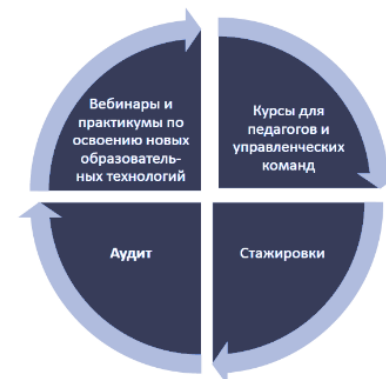 Вебинары и
практикумы по
освоению новых
образователь-
ных технологий
Курсы для
педагогов и
управленческих
команд
Аудит
Стажировки